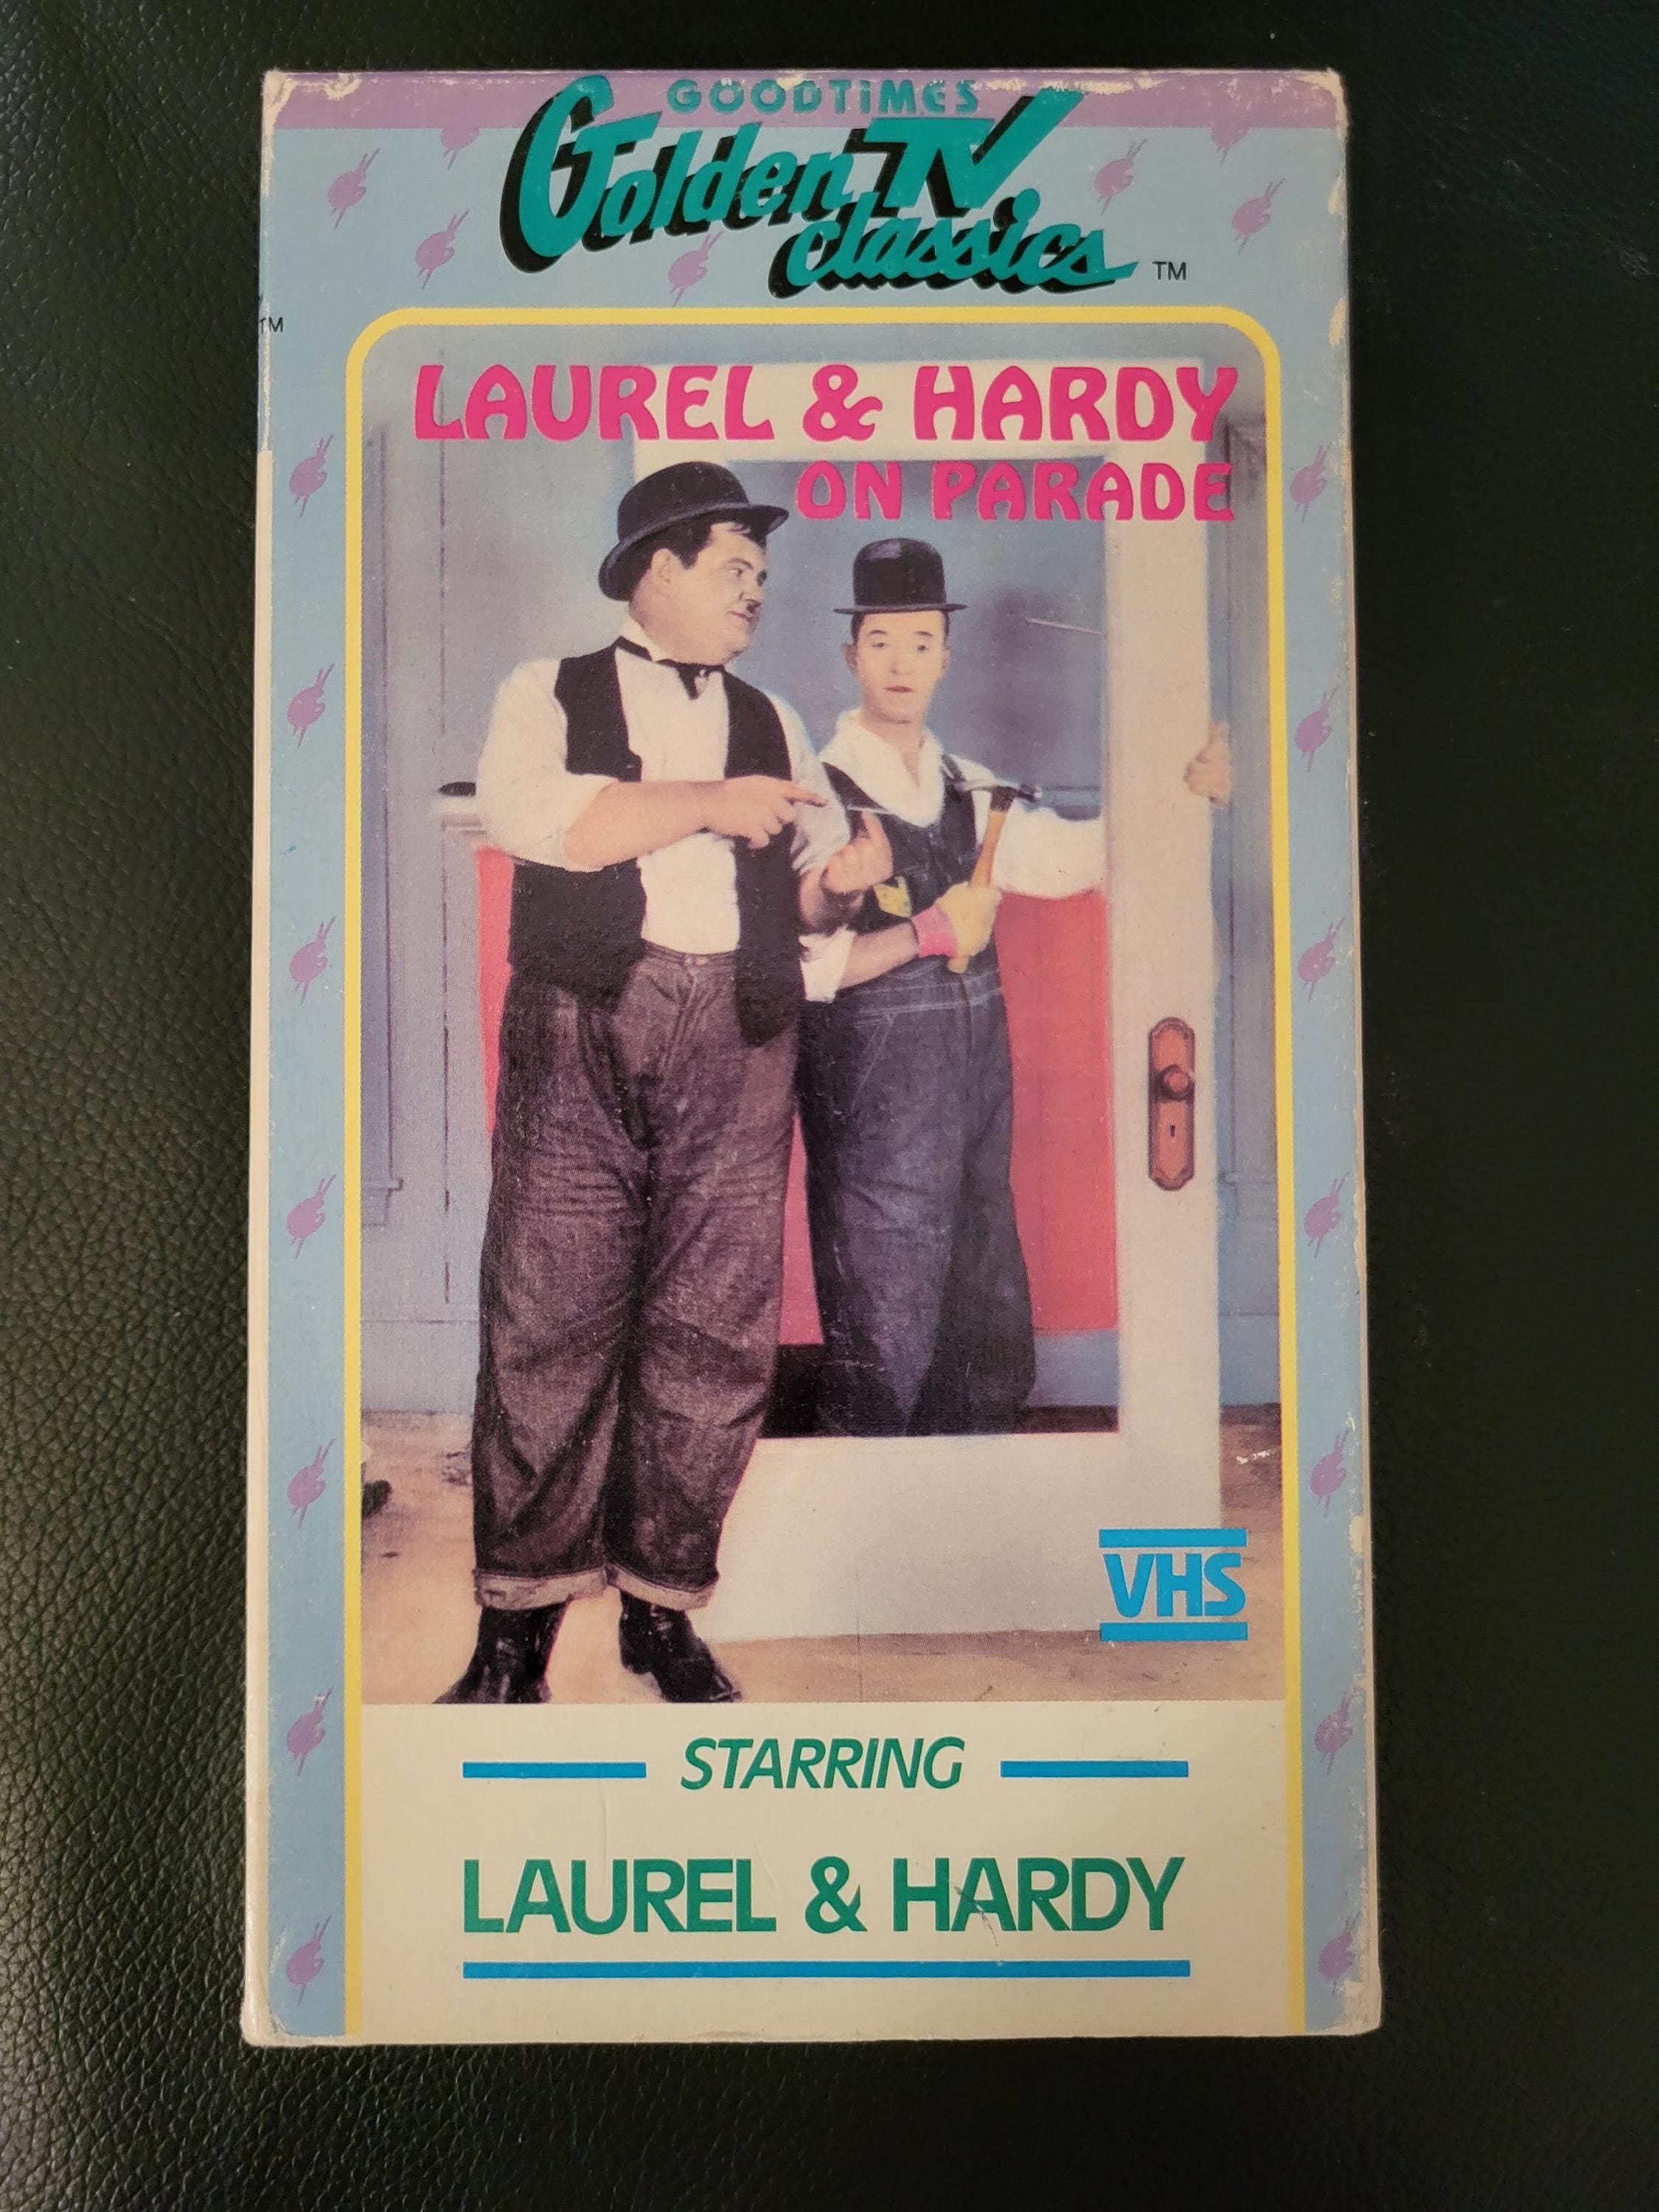 GOODTIMES
Golden TV
classics ™
TM
LAUREL & HARDY
ON PARADE
VHS
STARRING
LAUREL & HARDY